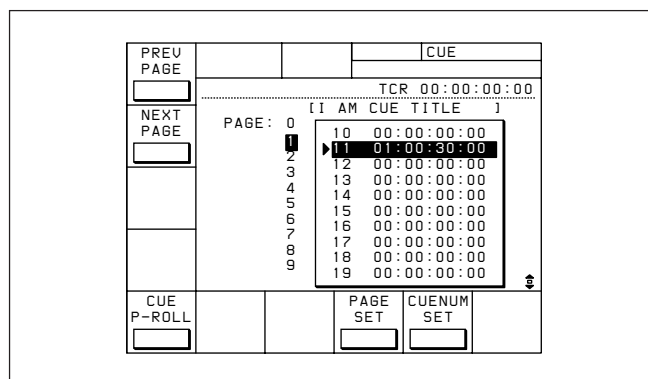 CUE
PREV
PAGE
TCR 00:00:00:00
[I AM CUE TITLE ]
NEXT
PAGE
PAGE: 0
1
2
3
4
5
6
7
8
9
10 00:00:00:00
11 01:00:30:00
12 00:00:00:00
13 00:00:00:00
14 00:00:00:00
15 00:00:00:00
16 00:00:00:00
17 00:00:00:00
18 00:00:00:00
19 00:00:00:00
CUE
P-ROLL
PAGE
SET
CUENUM
SET